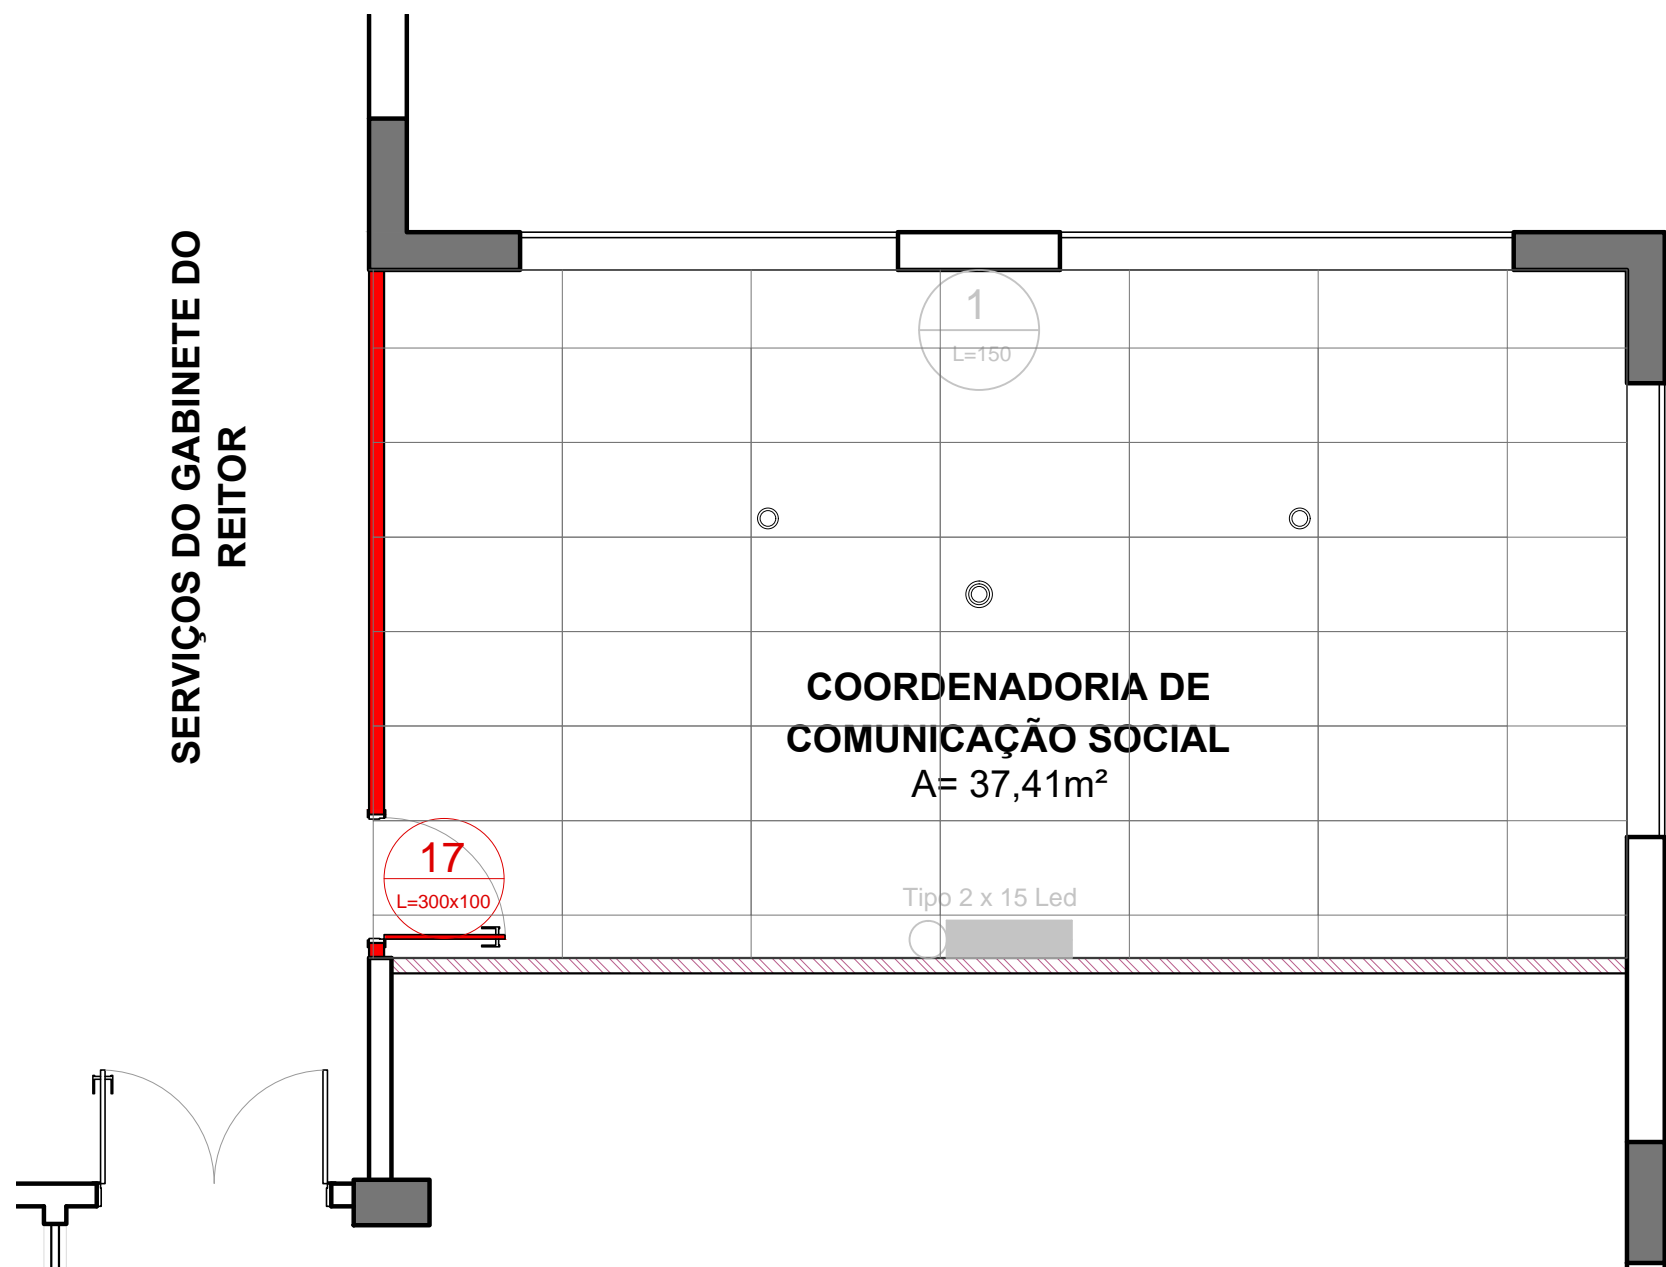 SERVIÇOS DO GABINETE DO
REITOR
1
L=150
COORDENADORIA DE
COMUNICAÇÃO SOCIAL
A= 37,41m²
17
L=300x100
Tipo 2 x 15 Led